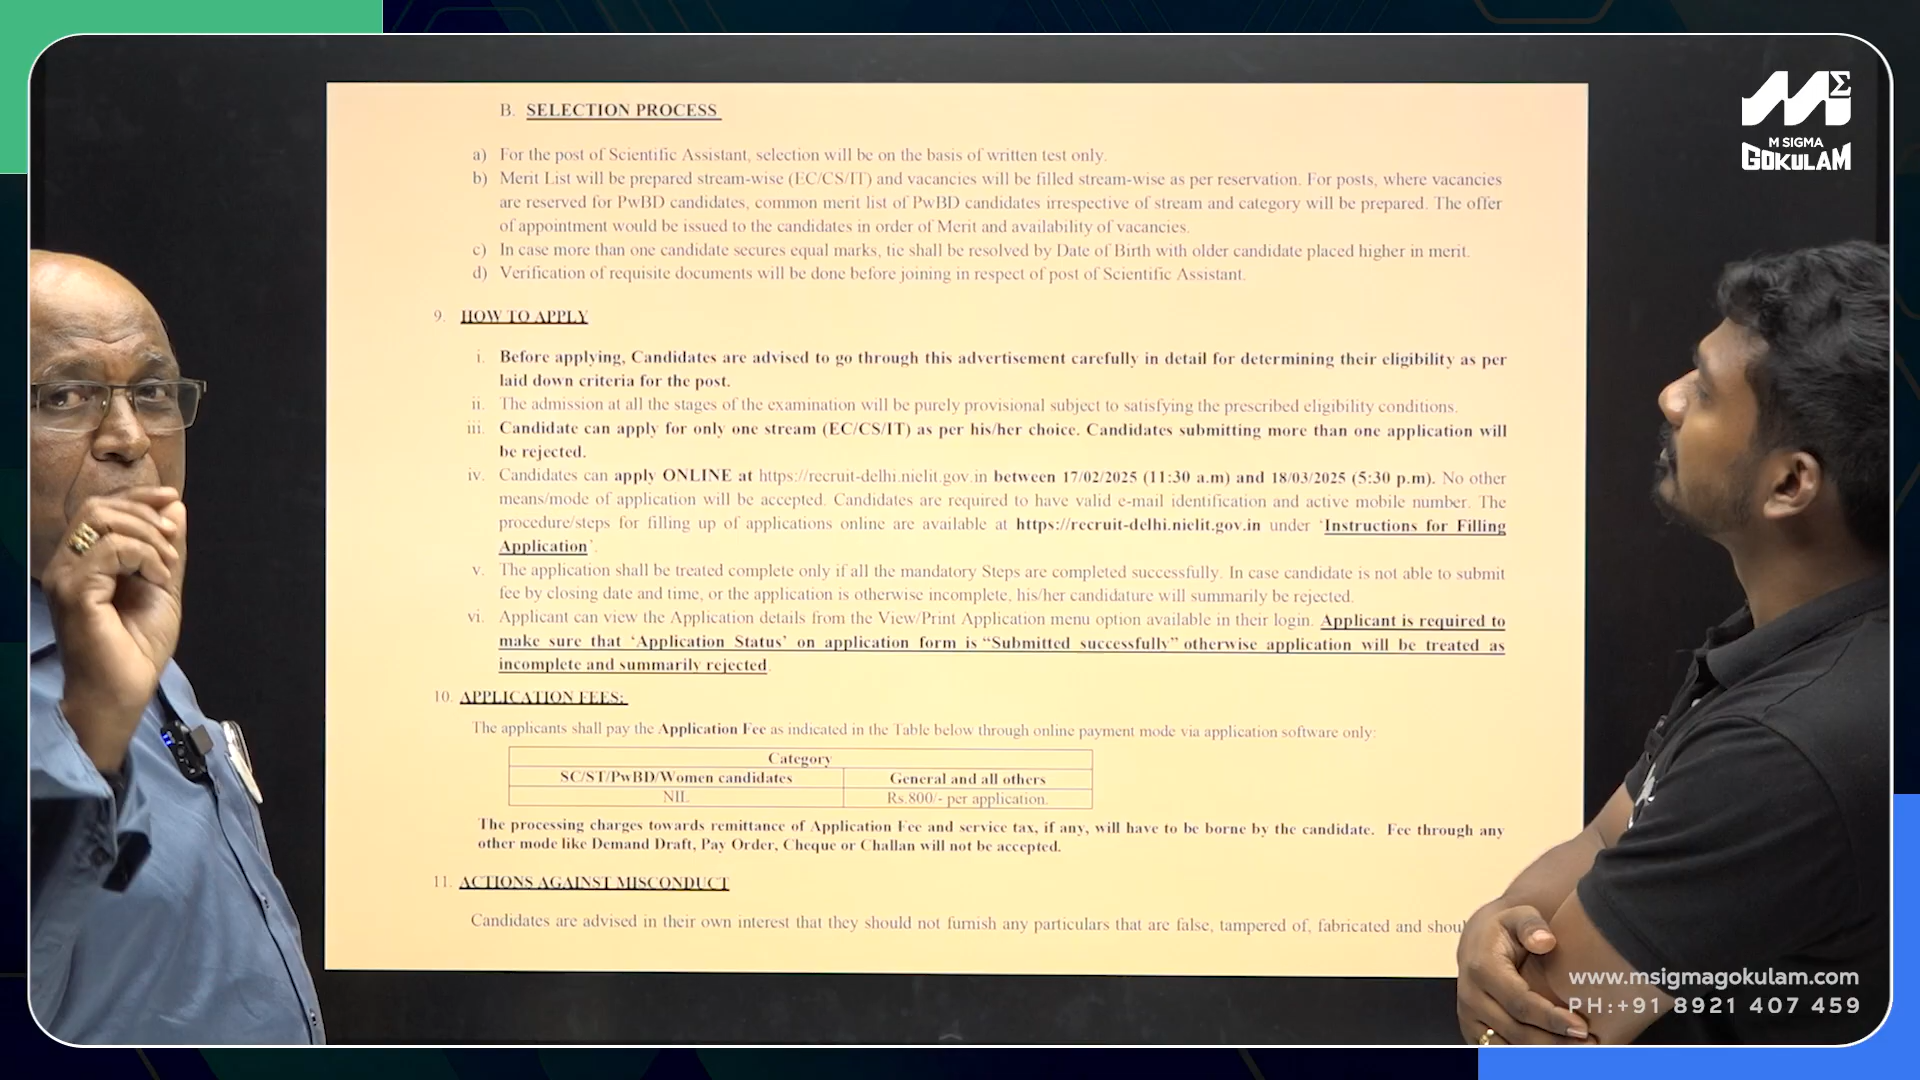 B. SELECTION PROCESS
a) For the post of Scientific Assistant, selection will be on the basis of written test only.
b) Merit List will be prepared stream-wise (EC/CS/IT) and vacancies will be filled stream-wise as per reservation. For posts, where vacancies
are reserved for PwBD candidates, common merit list of PwBD candidates irrespective of stream and category will be prepared. The offer
of appointment would be issued to the candidates in order of Merit and availability of vacancies.
c) In case more than one candidate secures equal marks, tie shall be resolved by Date of Birth with older candidate placed higher in merit.
d) Verification of requisite documents will be done before joining in respect of post of Scientific Assistant.
9. HOW TO APPLY
i. Before applying, Candidates are advised to go through this advertisement carefully in detail for determining their eligibility as per
laid down criteria for the post.
ii. The admission at all the stages of the examination will be purely provisional subject to satisfying the prescribed eligibility conditions.
iii. Candidate can apply for only one stream (EC/CS/IT) as per his/her choice. Candidates submitting more than one application will
be rejected.
iv. Candidates can apply ONLINE at https://recruit-delhi.nielit.gov.in between 17/02/2025 (11:30 a.m) and 18/03/2025 (5:30 p.m). No other
means/mode of application will be accepted. Candidates are required to have valid e-mail identification and active mobile number. The
procedure/steps for filling up of applications online are available at https://recruit-delhi.nielit.gov.in under 'Instructions for Filling
Application'.
v. The application shall be treated complete only if all the mandatory Steps are completed successfully. In case candidate is not able to submit
fee by closing date and time, or the application is otherwise incomplete, his/her candidature will summarily be rejected.
vi. Applicant can view the Application details from the View/Print Application menu option available in their login. Applicant is required to
make sure that 'Application Status' on application form is "Submitted successfully" otherwise application will be treated as
incomplete and summarily rejected.
10. APPLICATION FEES:
The applicants shall pay the Application Fee as indicated in the Table below through online payment mode via application software only:
Category
SC/ST/PwBD/Women candidates General and all others
NIL Rs.800/- per application.
The processing charges towards remittance of Application Fee and service tax, if any, will have to be borne by the candidate. Fee through any
other mode like Demand Draft, Pay Order, Cheque or Challan will not be accepted.
11. ACTIONS AGAINST MISCONDUCT
Candidates are advised in their own interest that they should not furnish any particulars that are false, tampered of, fabricated and shoul
M Σ
M SIGMA
GOKULAM
www.msigmagokulam.com
PH:+91 8921 407 459